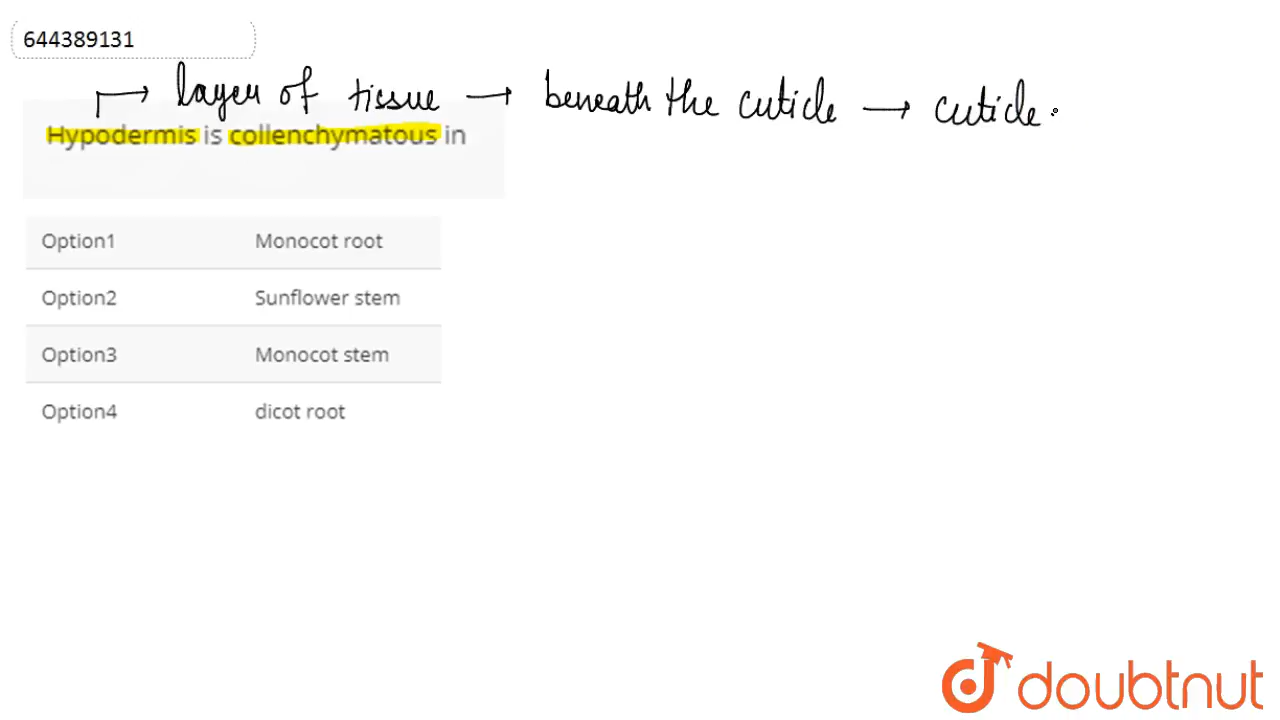 644389131
layer of tissue → beneath the cuticle → cuticle
Hypodermis is collenchymatous in
Option1 Monocot root
Option2 Sunflower stem
Option3 Monocot stem
Option4 dicot root
doubtnut